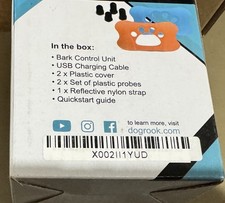 In the box:
• Bark Control Unit
• USB Charging Cable
• 2 x Plastic cover
• 2 x Set of plastic probes
• 1 x Reflective nylon strap
• Quickstart guide
to learn more, visit
dogrook.com
X002II1YUD